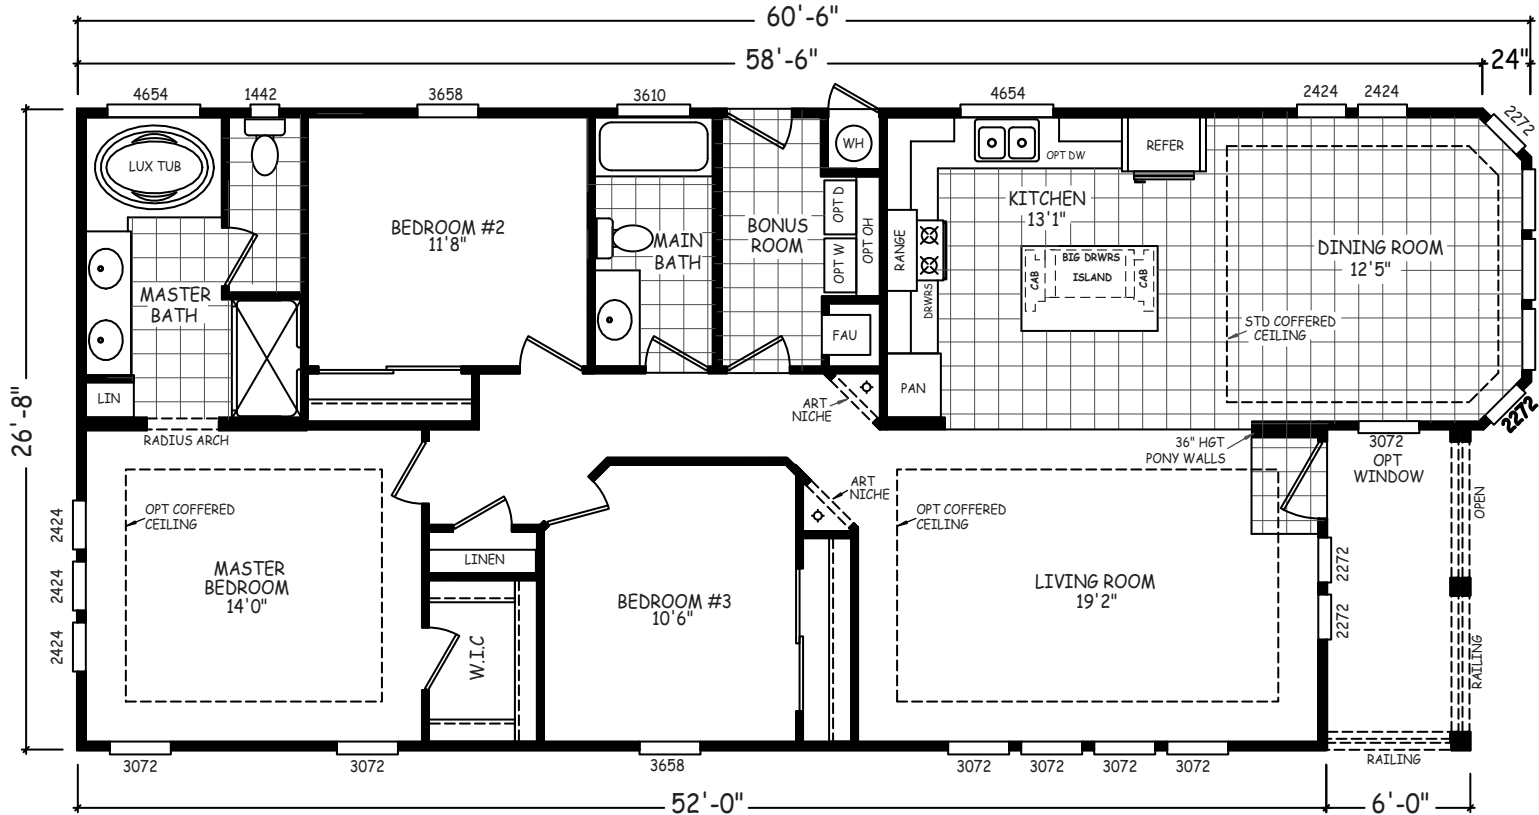 60'-6"
58'-6"
24"
4654
1442
3658
3610
4654
2424
2424
2272
LUX TUB
WH
OPT DW
REFER
BEDROOM #2
11'8"
MAIN
BATH
BONUS
ROOM
OPT D
OPT W
OPT OH
RANGE
DRWRS
KITCHEN
13'1"
BIG DRWRS
ISLAND
CAB
CAB
DINING ROOM
12'5"
STD COFFERED
CEILING
MASTER
BATH
FAU
LIN
PAN
ART
NICHE
RADIUS ARCH
26'-8"
36" HGT
PONY WALLS
2272
3072
OPT
WINDOW
ART
NICHE
OPT COFFERED
CEILING
OPT COFFERED
CEILING
OPEN
2424
2424
2424
LINEN
MASTER
BEDROOM
14'0"
BEDROOM #3
10'6"
LIVING ROOM
19'2"
2272
2272
W.I.C
RAILING
RAILING
3072
3072
3658
3072
3072
3072
3072
52'-0"
6'-0"